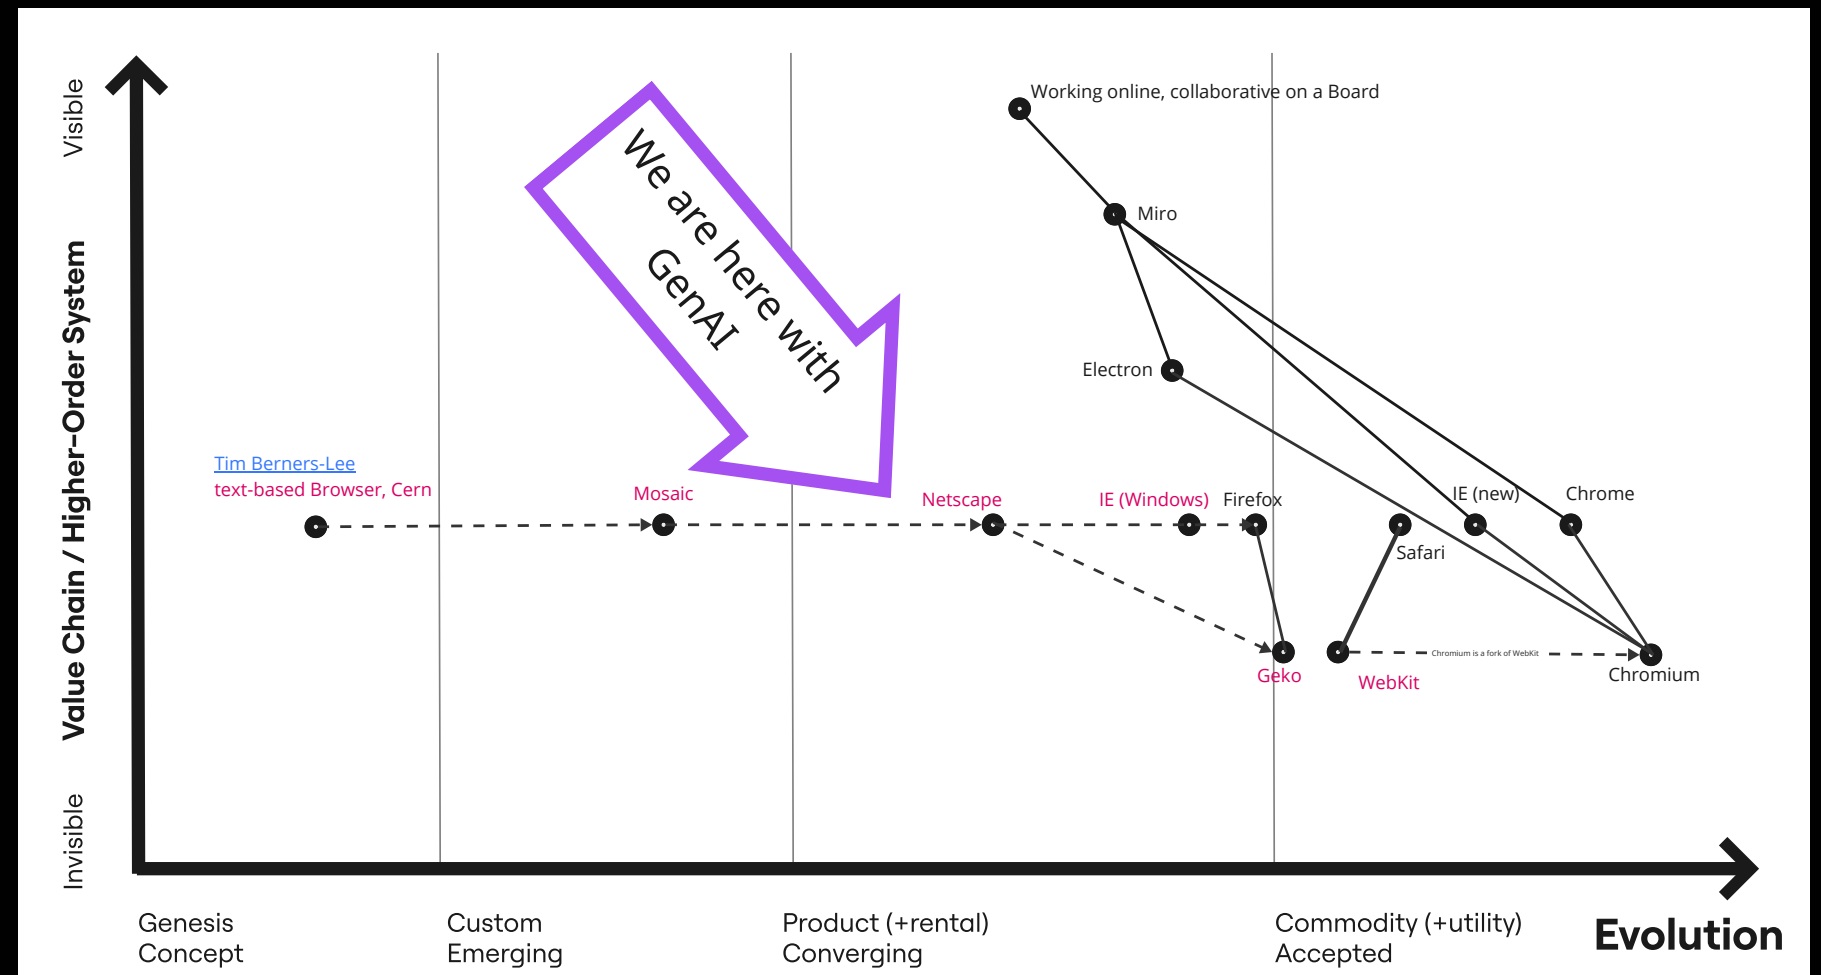 Visible
Value Chain / Higher-Order System
Invisible
Working online, collaborative on a Board
Miro
We are here with
GenAI
Electron
Tim Berners-Lee
text-based Browser, Cern
Mosaic
Netscape
IE (Windows)
Firefox
IE (new)
Chrome
Safari
Geko
WebKit
Chromium is a fork of WebKit
Chromium
Genesis
Concept
Custom
Emerging
Product (+rental)
Converging
Commodity (+utility)
Accepted
Evolution